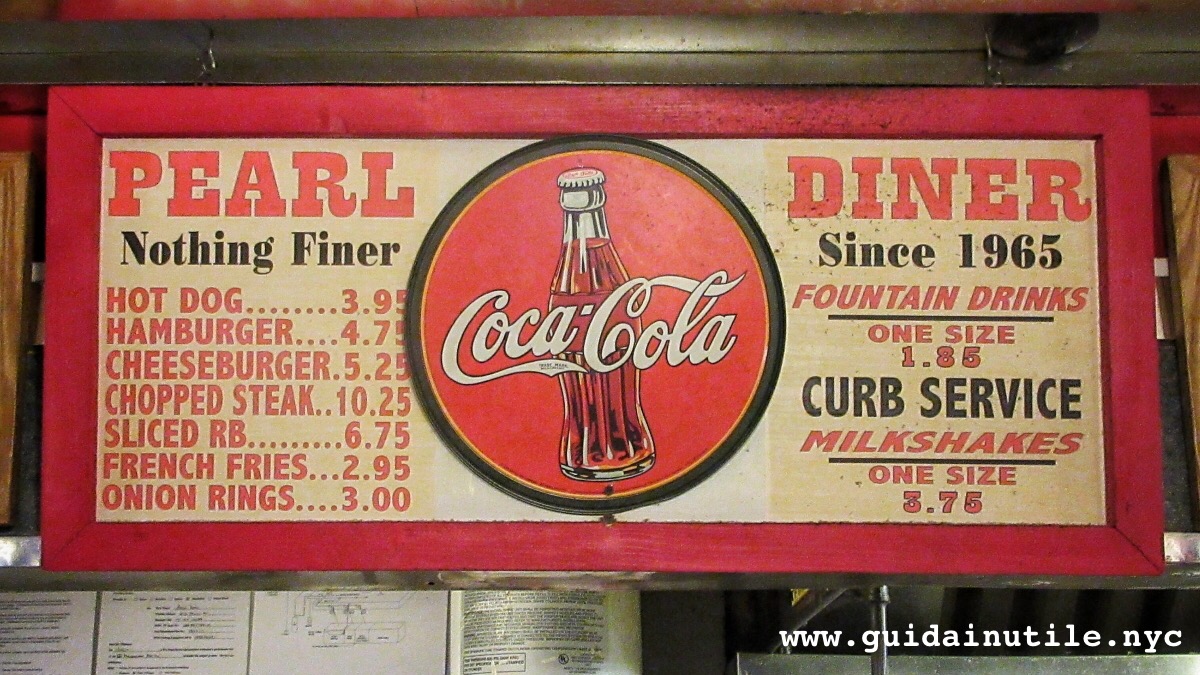 PEARL
Nothing Finer
HOT DOG.........3.95
HAMBURGER....4.75
CHEESEBURGER.5.25
CHOPPED STEAK..10.25
SLICED RB.........6.75
FRENCH FRIES...2.95
ONION RINGS....3.00
Coca-Cola
TRADE MARK
DINER
Since 1965
FOUNTAIN DRINKS
ONE SIZE
1.85
CURB SERVICE
MILKSHAKES
ONE SIZE
3.75
www.guidainutile.nyc